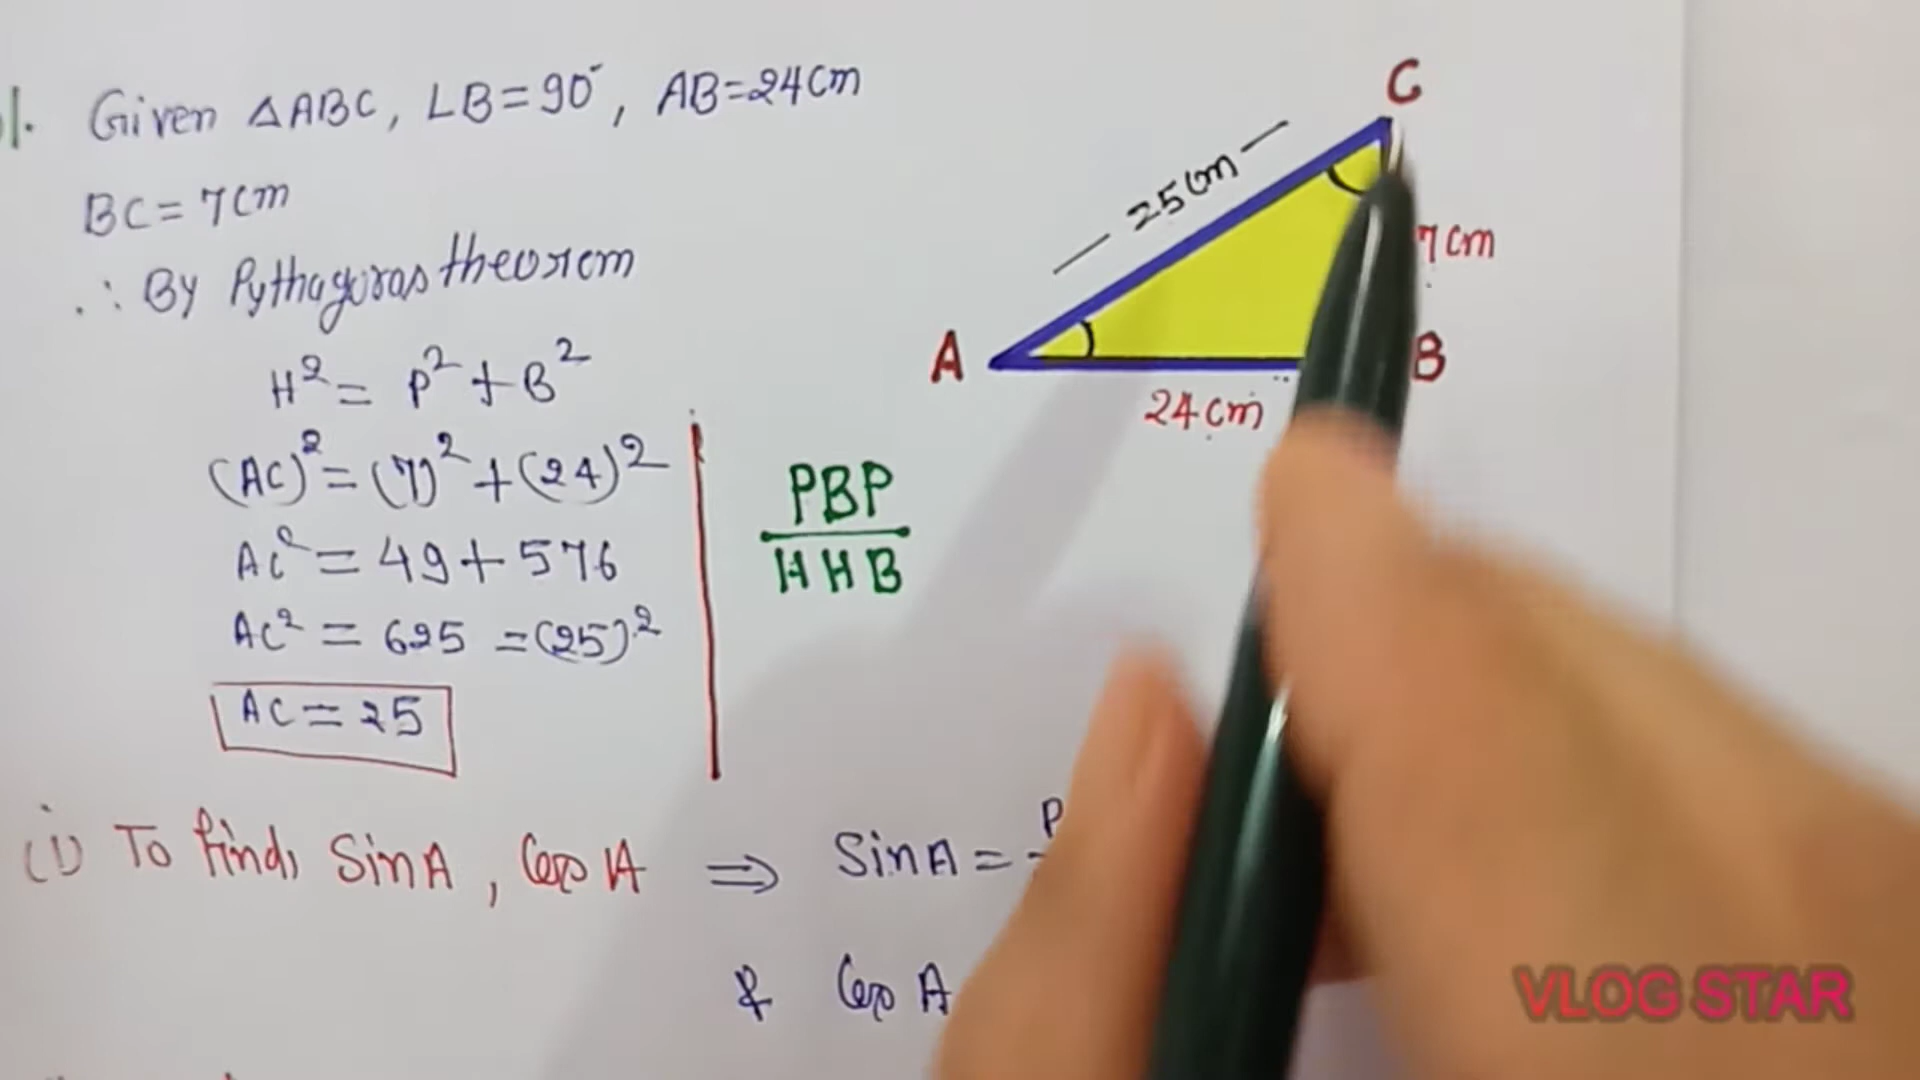 1. Given △ABC, ∠B=90°, AB=24cm
BC=7cm
∴ By Pythagoras theorem
H² = P²+B²
(AC)²=(7)²+(24)²
AC²=49+576
AC² = 625 =(25)²
AC=25
PBP
HHB
C
25cm
7cm
A
B
24cm
(i) To find, SinA, Cos A ⇒ SinA= P
& Cos A
VLOG STAR